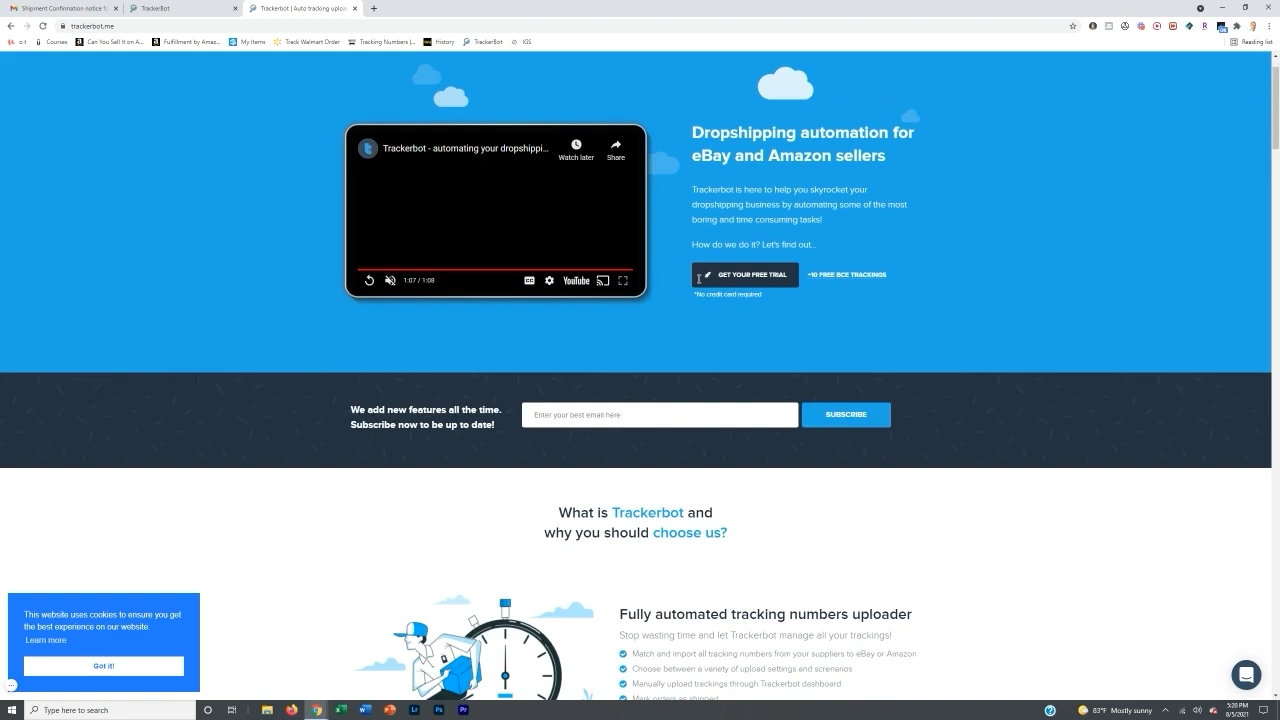 Shipment Confirmation notice fo
TrackerBot
Trackerbot | Auto tracking uploa
trackerbot.me
Courses
Can You Sell It on A...
Fulfillment by Amaz...
My Items
Track Walmart Order
Tracking Numbers |...
History
TrackerBot
IGS
Reading list
Trackerbot - automating your dropshippi...
Watch later
Share
1:07 / 1:08
YouTube
Dropshipping automation for
eBay and Amazon sellers
Trackerbot is here to help you skyrocket your
dropshipping business by automating some of the most
boring and time consuming tasks!
How do we do it? Let's find out...
GET YOUR FREE TRIAL
+10 FREE BCE TRACKINGS
*No credit card required
We add new features all the time.
Subscribe now to be up to date!
Enter your best email here
SUBSCRIBE
What is Trackerbot and
why you should choose us?
Fully automated tracking numbers uploader
Stop wasting time and let Trackerbot manage all your trackings!
Match and import all tracking numbers from your suppliers to eBay or Amazon
Choose between a variety of upload settings and screnarios
Manually upload trackings through Trackerbot dashboard
Mark orders as shipped
This website uses cookies to ensure you get
the best experience on our website.
Learn more
Got it!
Type here to search
83°F Mostly sunny
5:20 PM
8/5/2021